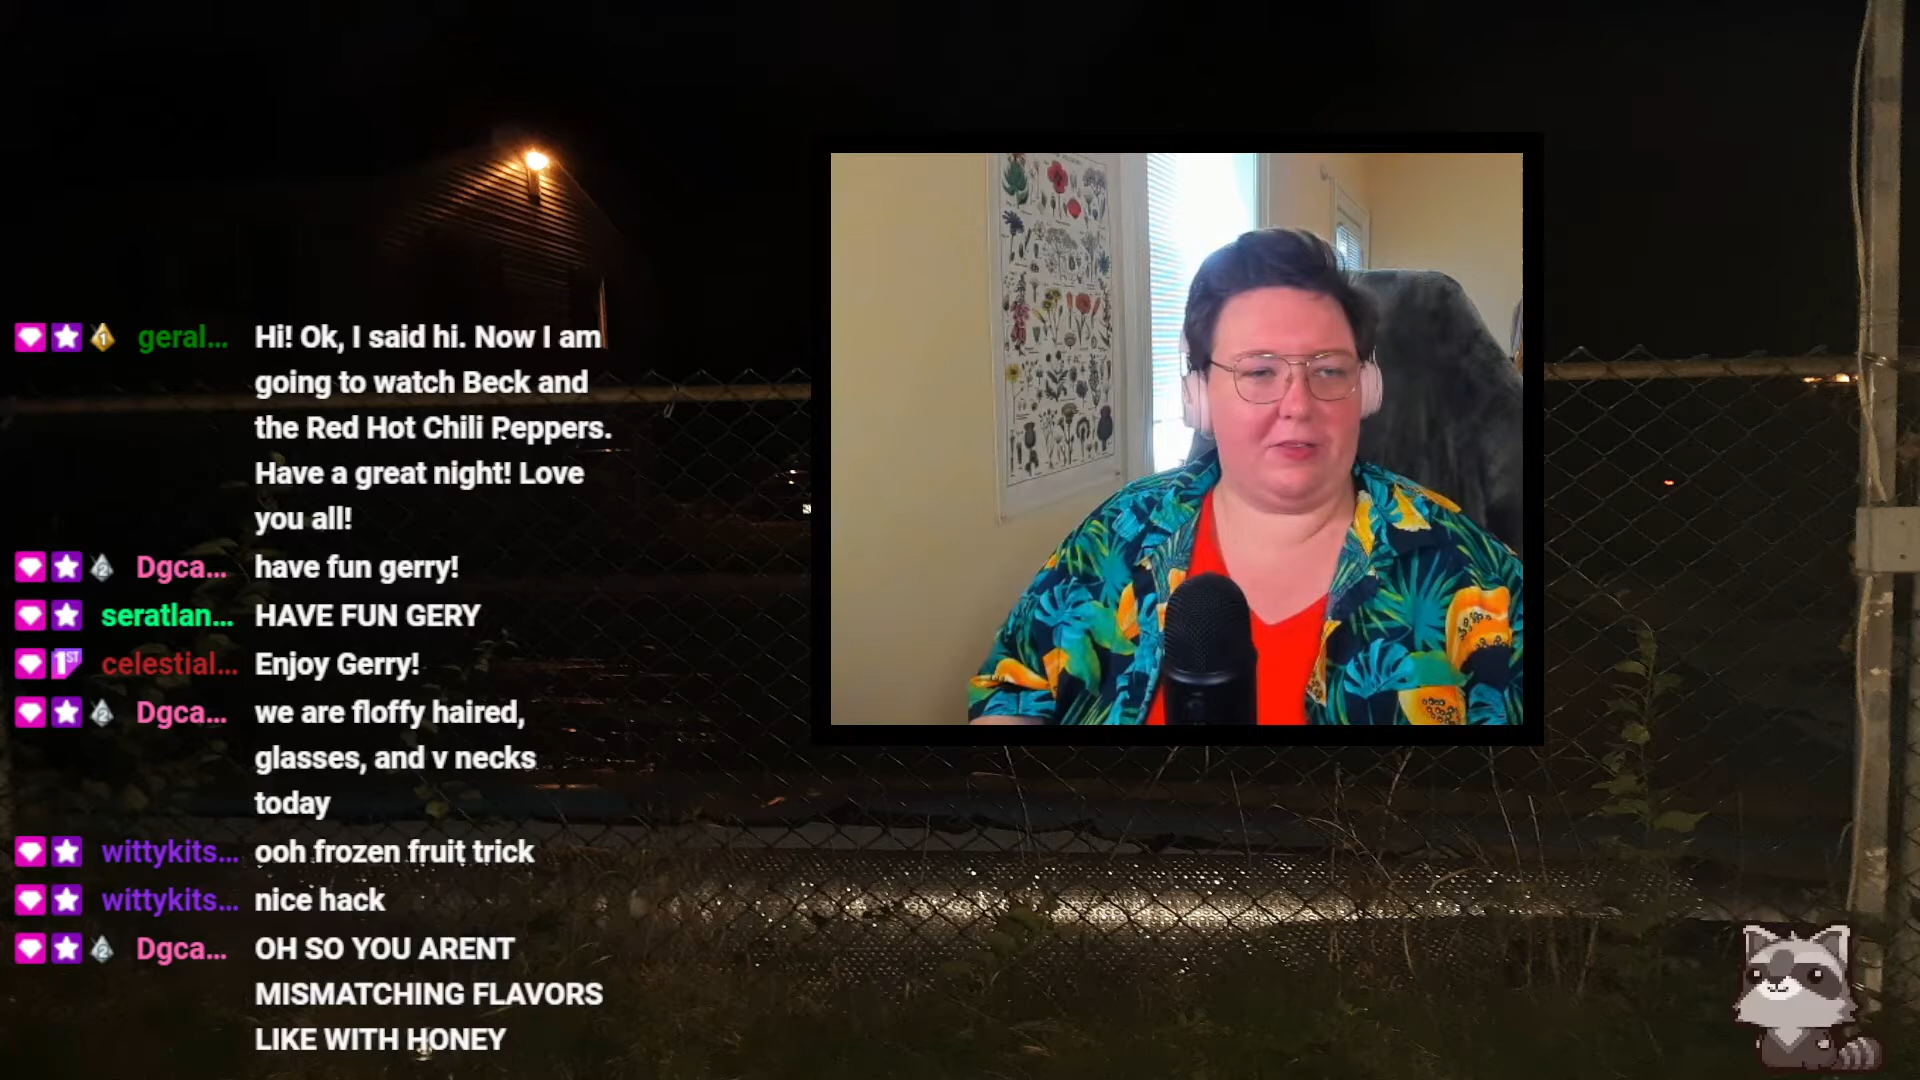 geral... Hi! Ok, I said hi. Now I am
going to watch Beck and
the Red Hot Chili Peppers.
Have a great night! Love
you all!
Dgca... have fun gerry!
seratlan... HAVE FUN GERY
1ST celestial... Enjoy Gerry!
Dgca... we are floffy haired,
glasses, and v necks
today
wittykits... ooh frozen fruit trick
wittykits... nice hack
Dgca... OH SO YOU ARENT
MISMATCHING FLAVORS
LIKE WITH HONEY